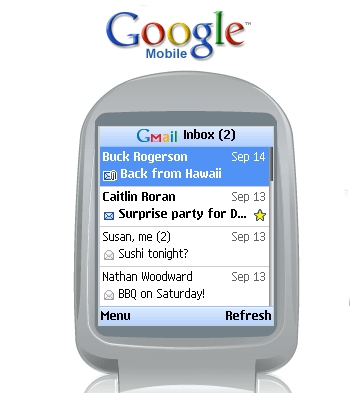 Google™
Mobile
Gmail Inbox (2)
Buck Rogerson Sep 14
Back from Hawaii
Caitlin Roran Sep 13
Surprise party for D...
Susan, me (2) Sep 13
Sushi tonight?
Nathan Woodward Sep 13
BBQ on Saturday!
Menu Refresh